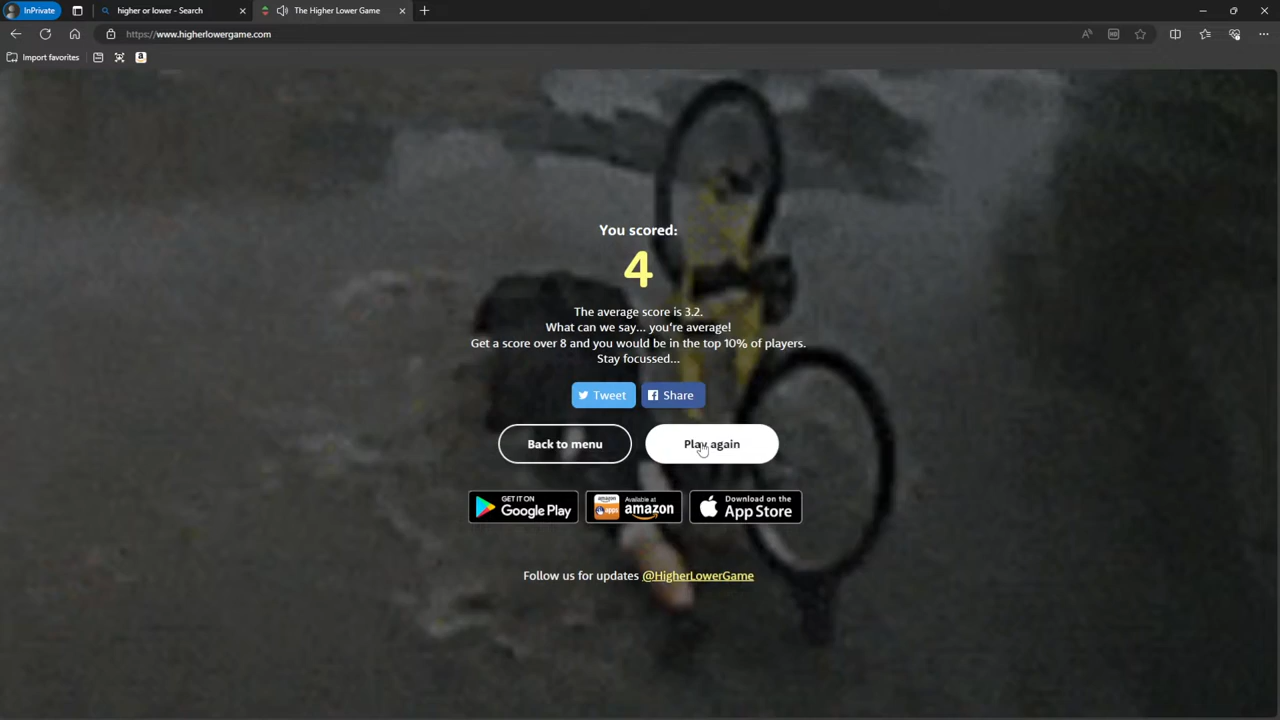 InPrivate
higher or lower - Search
The Higher Lower Game
https://www.higherlowergame.com
Import favorites
a
You scored:
4
The average score is 3.2.
What can we say... you're average!
Get a score over 8 and you would be in the top 10% of players.
Stay focussed...
Tweet
Share
Back to menu
Play again
GET IT ON
Google Play
amazon
apps
Available at
amazon
Download on the
App Store
Follow us for updates @HigherLowerGame